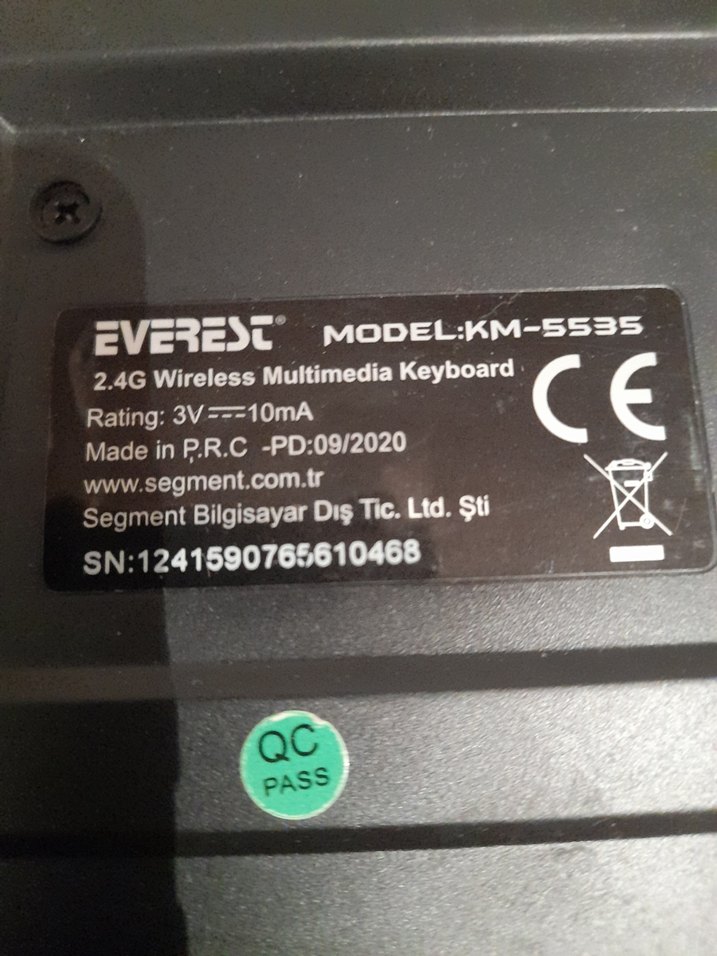 EVEREST® MODEL:KM-5535
2.4G Wireless Multimedia Keyboard
Rating: 3V⎓10mA
Made in P.R.C -PD:09/2020
www.segment.com.tr
Segment Bilgisayar Dış Tic. Ltd. Şti
SN:1241590765610468
CE
QC
PASS